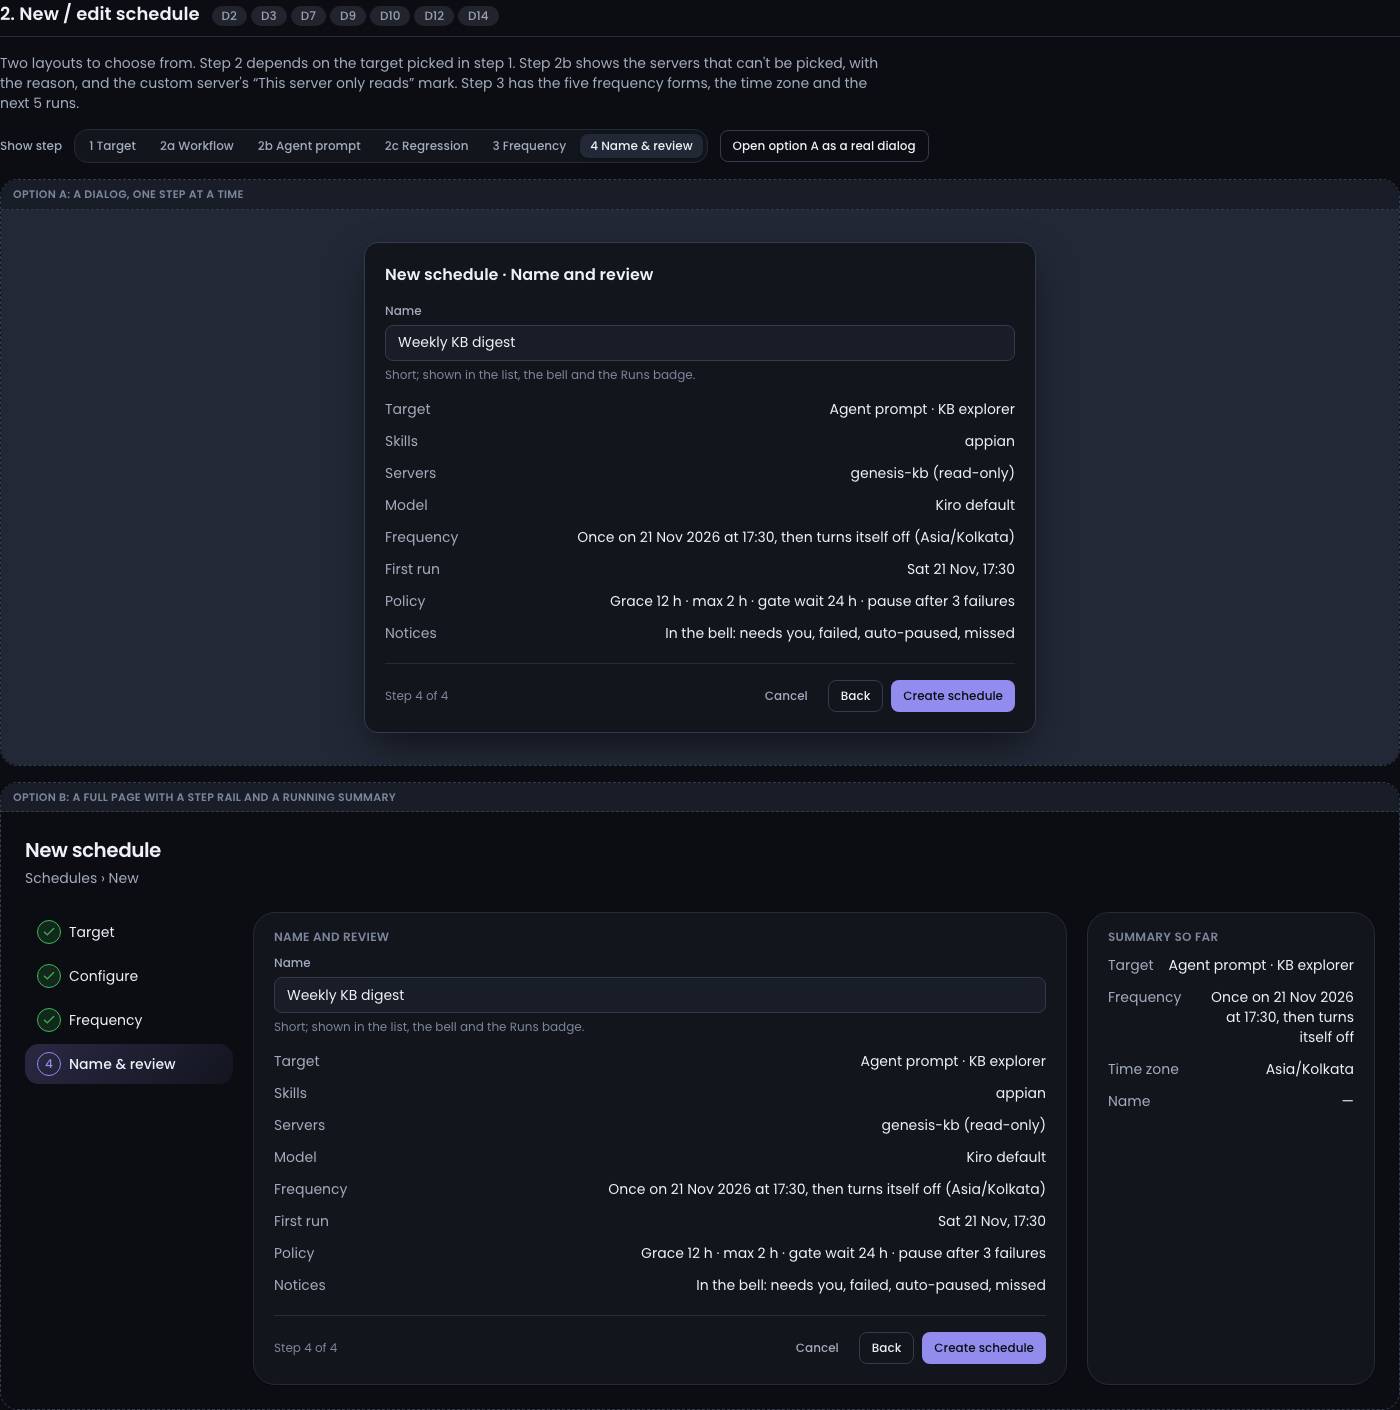 2. New / edit schedule D2 D3 D7 D9 D10 D12 D14
Two layouts to choose from. Step 2 depends on the target picked in step 1. Step 2b shows the servers that can't be picked, with
the reason, and the custom server's “This server only reads” mark. Step 3 has the five frequency forms, the time zone and the
next 5 runs.
Show step 1 Target 2a Workflow 2b Agent prompt 2c Regression 3 Frequency 4 Name & review Open option A as a real dialog
OPTION A: A DIALOG, ONE STEP AT A TIME
New schedule · Name and review
Name
Weekly KB digest
Short; shown in the list, the bell and the Runs badge.
Target Agent prompt · KB explorer
Skills appian
Servers genesis-kb (read-only)
Model Kiro default
Frequency Once on 21 Nov 2026 at 17:30, then turns itself off (Asia/Kolkata)
First run Sat 21 Nov, 17:30
Policy Grace 12 h · max 2 h · gate wait 24 h · pause after 3 failures
Notices In the bell: needs you, failed, auto-paused, missed
Step 4 of 4 Cancel Back Create schedule
OPTION B: A FULL PAGE WITH A STEP RAIL AND A RUNNING SUMMARY
New schedule
Schedules › New
Target
Configure
Frequency
4 Name & review
NAME AND REVIEW
Name
Weekly KB digest
Short; shown in the list, the bell and the Runs badge.
Target Agent prompt · KB explorer
Skills appian
Servers genesis-kb (read-only)
Model Kiro default
Frequency Once on 21 Nov 2026 at 17:30, then turns itself off (Asia/Kolkata)
First run Sat 21 Nov, 17:30
Policy Grace 12 h · max 2 h · gate wait 24 h · pause after 3 failures
Notices In the bell: needs you, failed, auto-paused, missed
Step 4 of 4 Cancel Back Create schedule
SUMMARY SO FAR
Target Agent prompt · KB explorer
Frequency Once on 21 Nov 2026
at 17:30, then turns
itself off
Time zone Asia/Kolkata
Name —